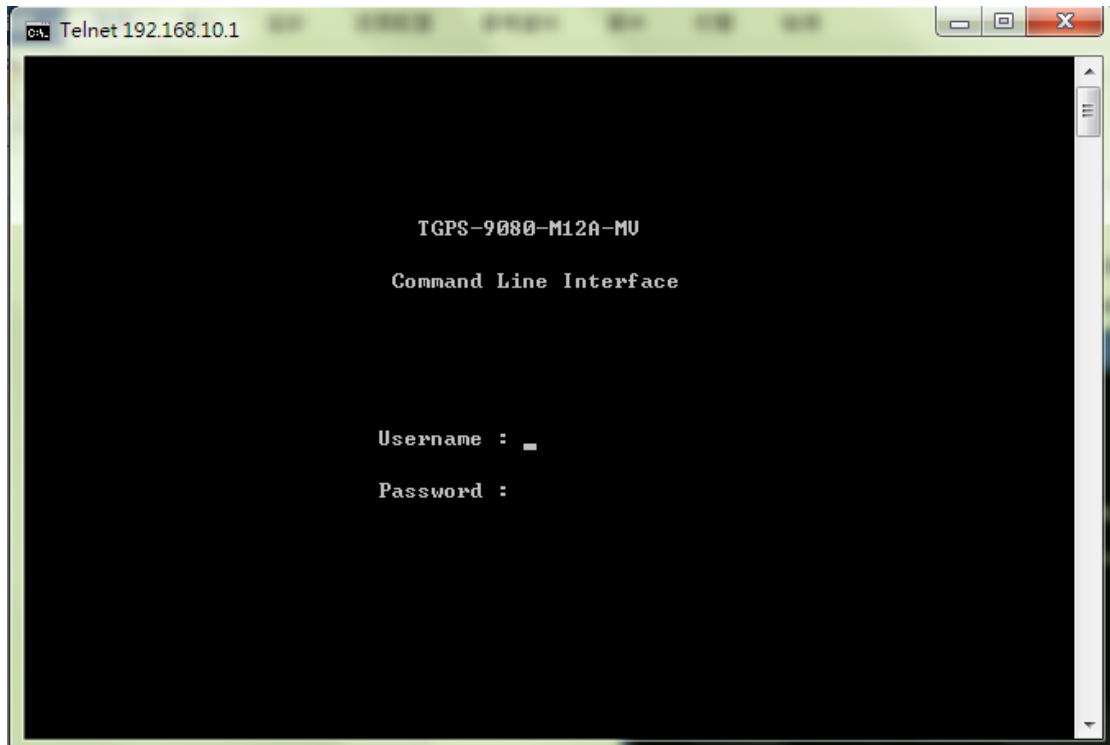 Telnet 192.168.10.1
TGPS-9080-M12A-MV
Command Line Interface
Username : _
Password :